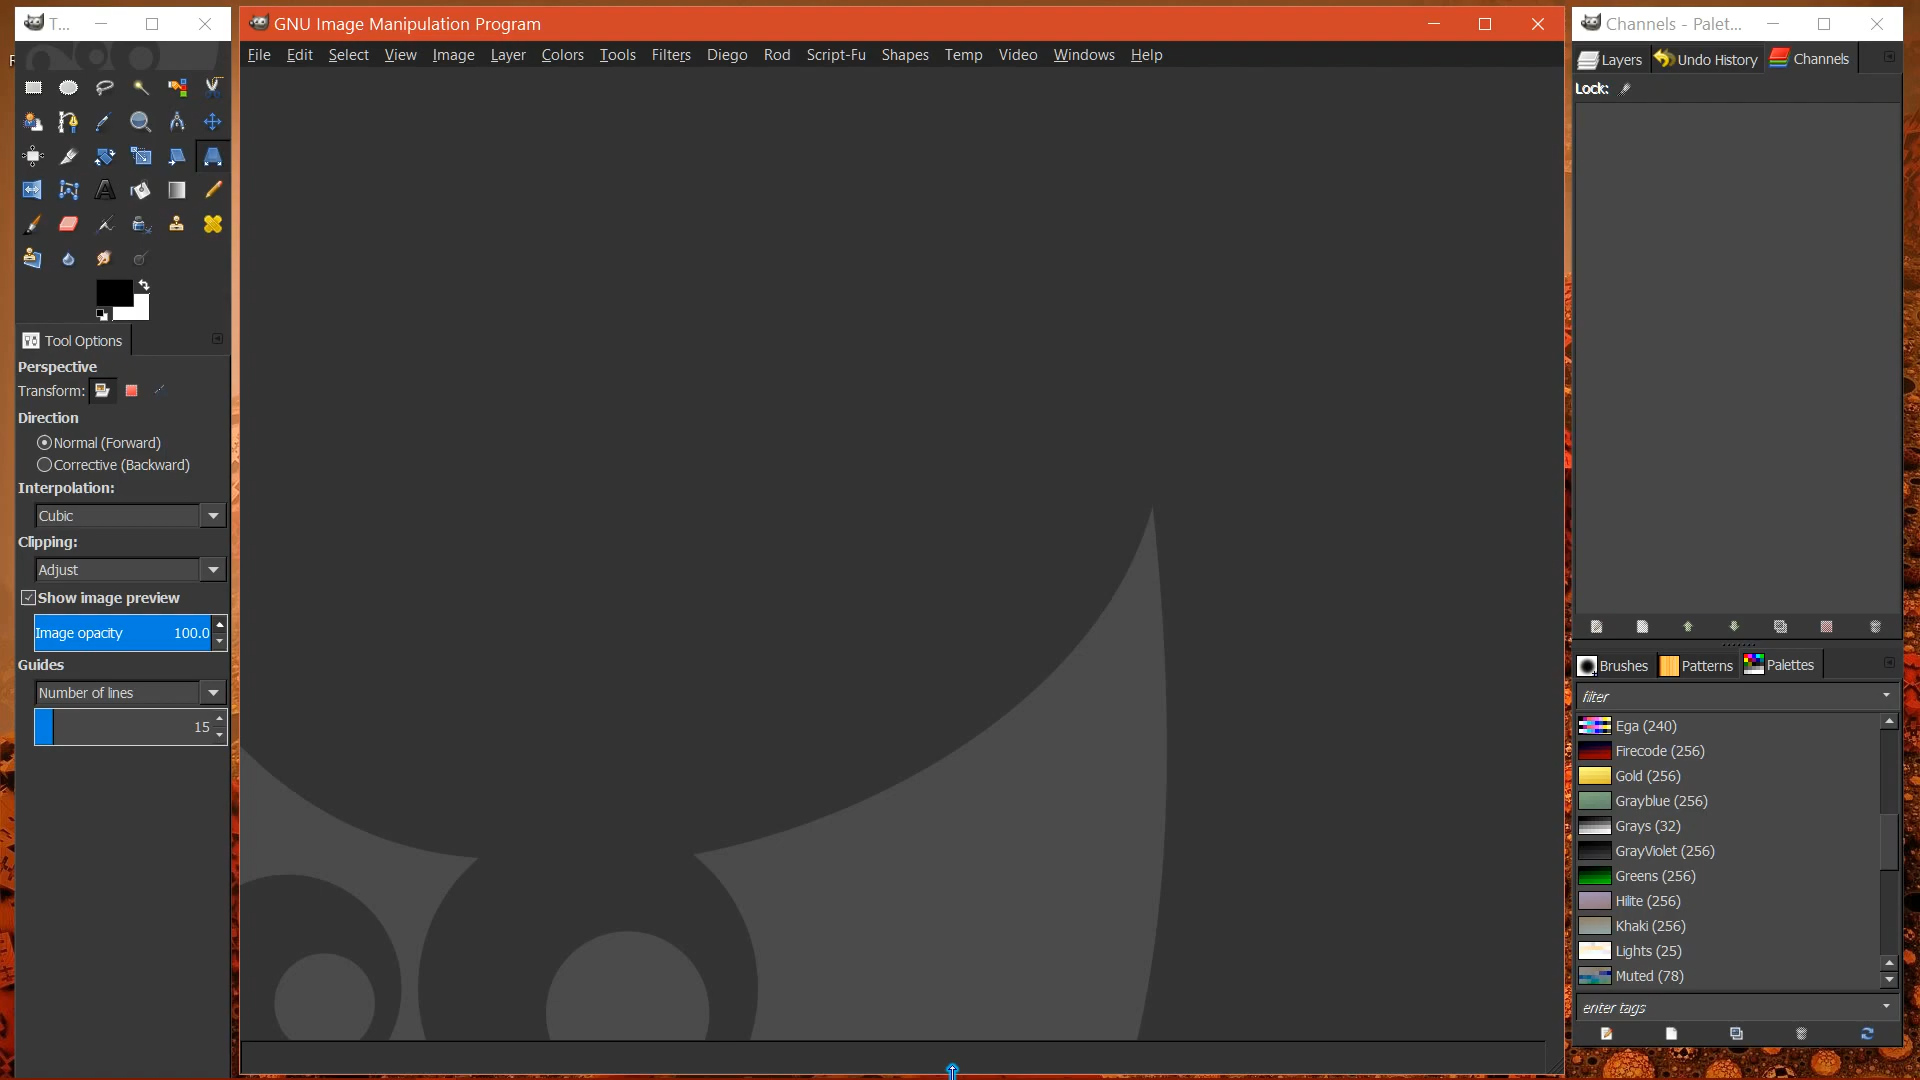 T...
GNU Image Manipulation Program
Channels - Palet...
File Edit Select View Image Layer Colors Tools Filters Diego Rod Script-Fu Shapes Temp Video Windows Help
Layers Undo History Channels
Lock:
Tool Options
Perspective
Transform:
Direction
Normal (Forward)
Corrective (Backward)
Interpolation:
Cubic
Clipping:
Adjust
Show image preview
Image opacity 100.0
Guides
Number of lines
15
Brushes Patterns Palettes
filter
Ega (240)
Firecode (256)
Gold (256)
Grayblue (256)
Grays (32)
GrayViolet (256)
Greens (256)
Hilite (256)
Khaki (256)
Lights (25)
Muted (78)
enter tags